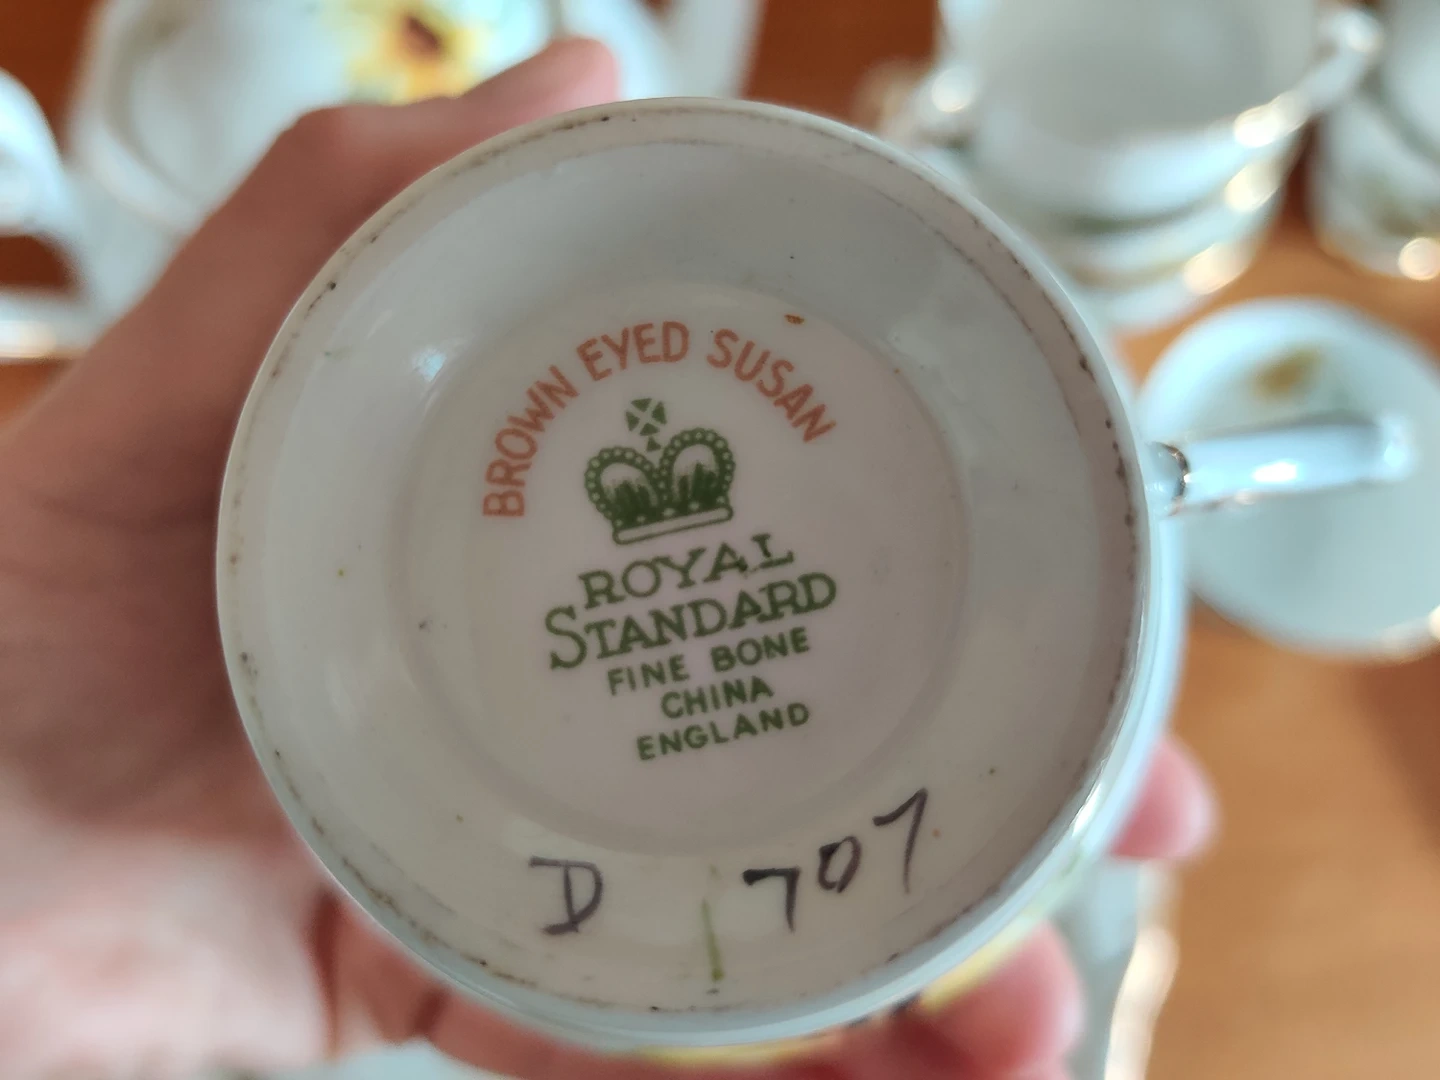 BROWN EYED SUSAN
ROYAL
STANDARD
FINE BONE
CHINA
ENGLAND
D 707